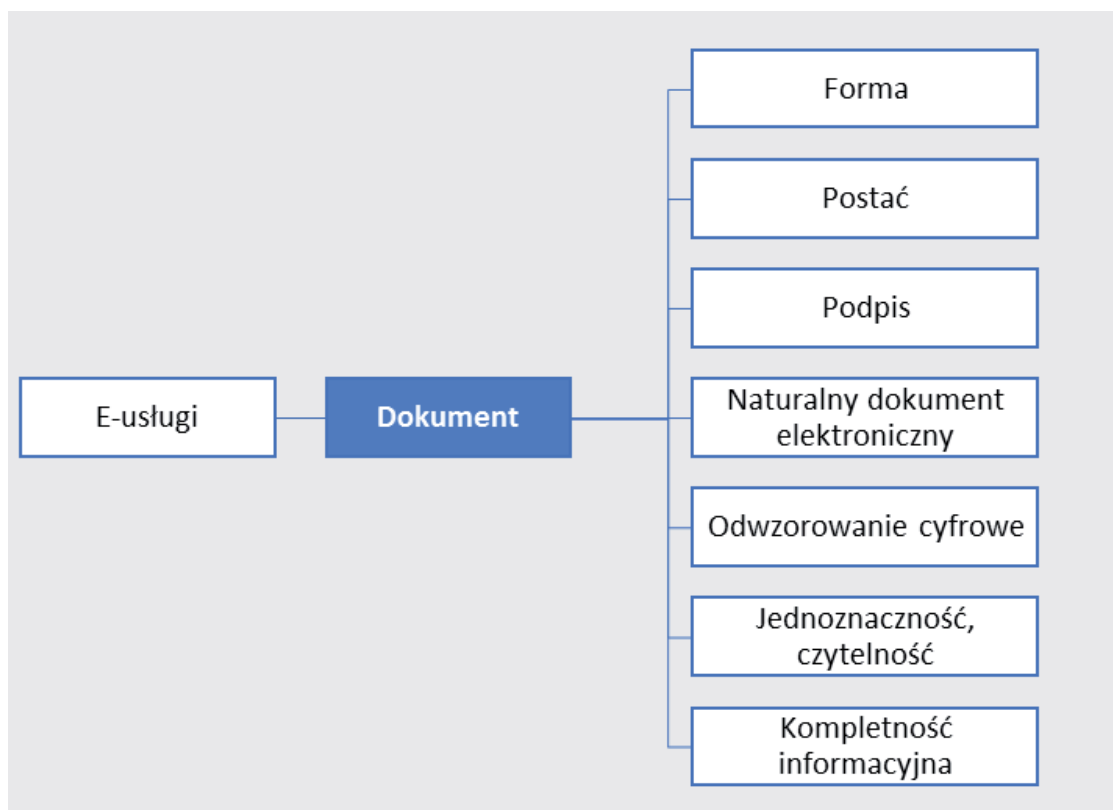 E-usługi
Dokument
Forma
Postać
Podpis
Naturalny dokument
elektroniczny
Odwzorowanie cyfrowe
Jednoznaczność,
czytelność
Kompletność
informacyjna